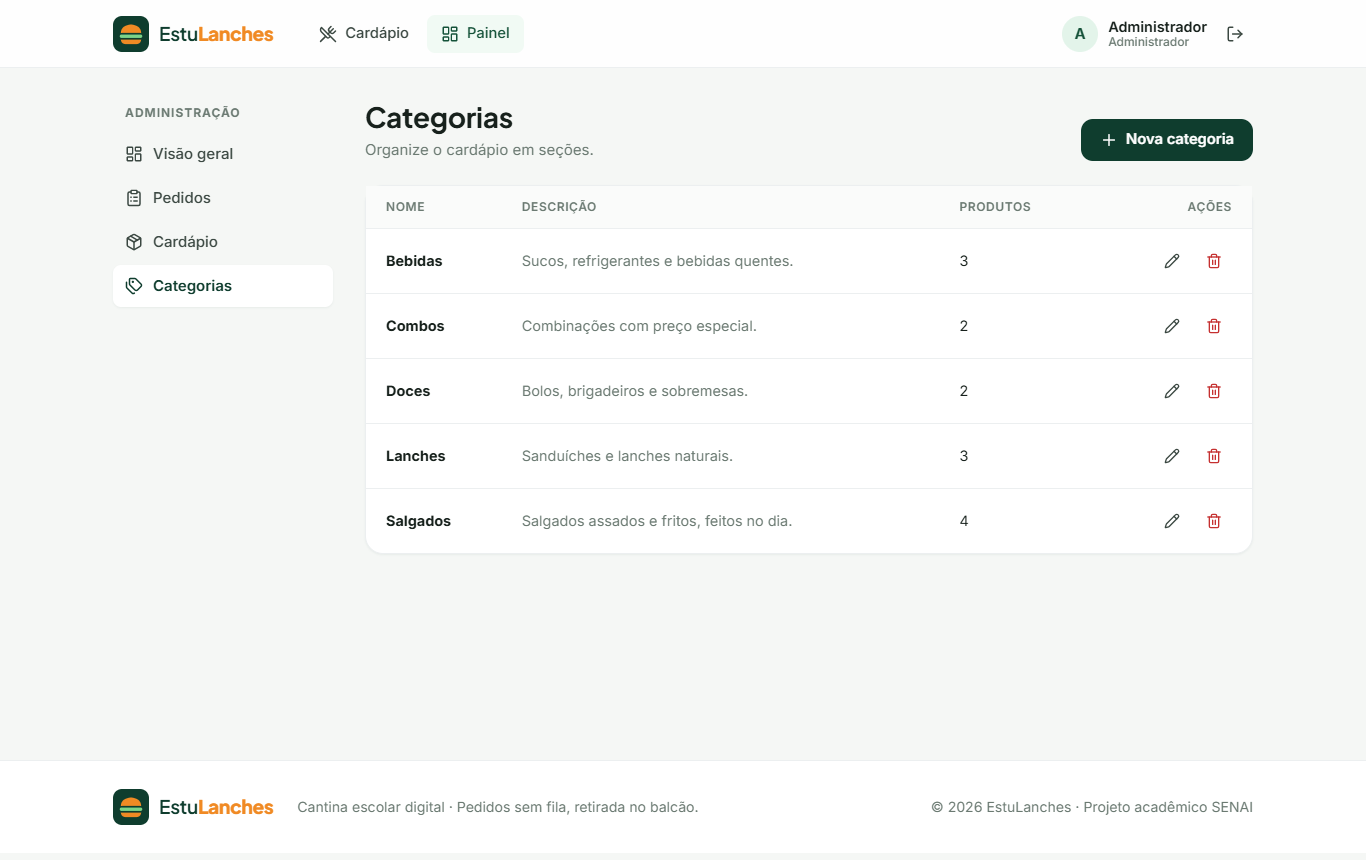 EstuLanches
Cardápio
Painel
A
Administrador
Administrador
ADMINISTRAÇÃO
Visão geral
Pedidos
Cardápio
Categorias
Categorias
Organize o cardápio em seções.
Nova categoria
NOME DESCRIÇÃO PRODUTOS AÇÕES
Bebidas Sucos, refrigerantes e bebidas quentes. 3
Combos Combinações com preço especial. 2
Doces Bolos, brigadeiros e sobremesas. 2
Lanches Sanduíches e lanches naturais. 3
Salgados Salgados assados e fritos, feitos no dia. 4
EstuLanches
Cantina escolar digital · Pedidos sem fila, retirada no balcão.
© 2026 EstuLanches · Projeto acadêmico SENAI